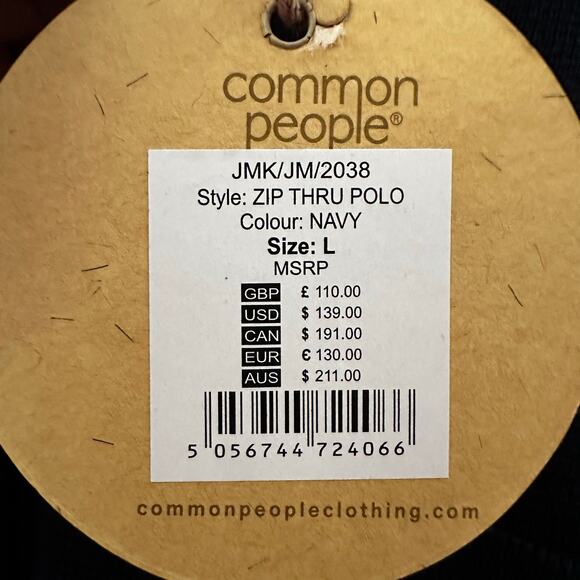 common
people®
JMK/JM/2038
Style: ZIP THRU POLO
Colour: NAVY
Size: L
MSRP
GBP £ 110.00
USD $ 139.00
CAN $ 191.00
EUR € 130.00
AUS $ 211.00
5 056744 724066
commonpeopleclothing.com